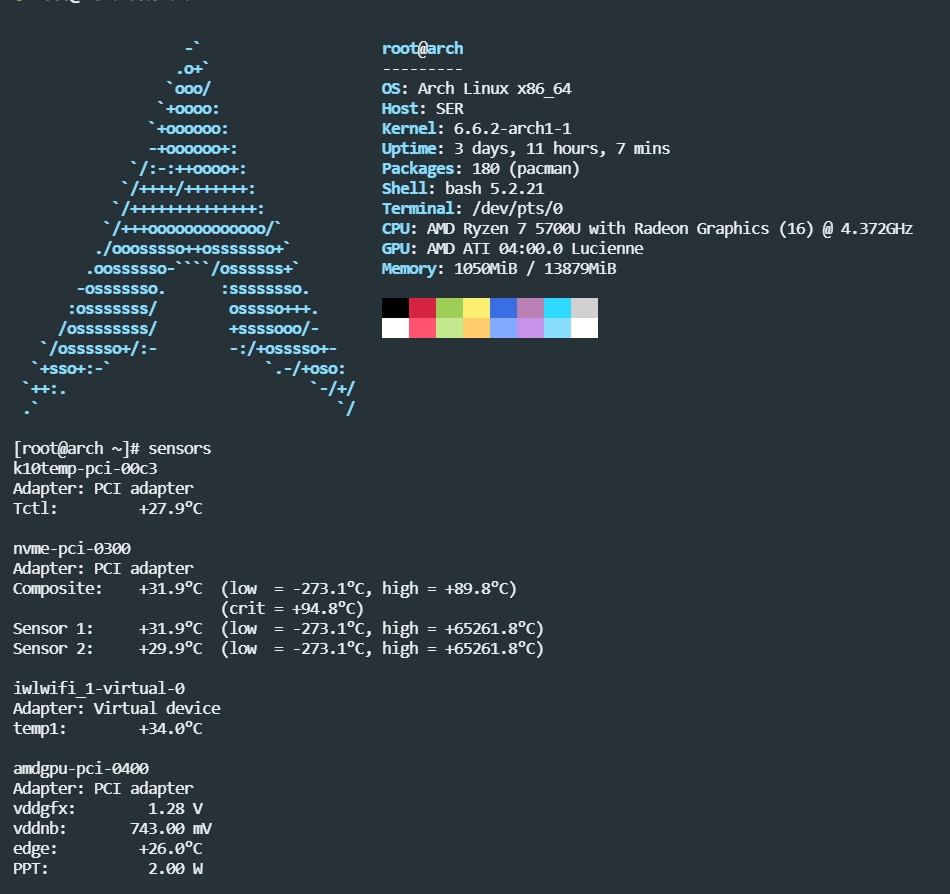 -`
.o+`
`ooo/
`+oooo:
`+oooooo:
-+oooooo+:
`/:-:++oooo+:
`/++++/+++++++:
`/++++++++++++++:
`/+++ooooooooooooo/`
./ooosssso++osssssso+`
.oossssso-````/ossssss+`
-osssssso.      :ssssssso.
:osssssss/        osssso+++.
/ossssssss/        +ssssooo/-
`/ossssso+/:-        -:/+osssso+-
`+sso+:-`                 `.-/+oso:
`++:.                           `-/+/
.`                                 `/
root@arch
---------
OS: Arch Linux x86_64
Host: SER
Kernel: 6.6.2-arch1-1
Uptime: 3 days, 11 hours, 7 mins
Packages: 180 (pacman)
Shell: bash 5.2.21
Terminal: /dev/pts/0
CPU: AMD Ryzen 7 5700U with Radeon Graphics (16) @ 4.372GHz
GPU: AMD ATI 04:00.0 Lucienne
Memory: 1050MiB / 13879MiB
[root@arch ~]# sensors
k10temp-pci-00c3
Adapter: PCI adapter
Tctl:         +27.9°C
nvme-pci-0300
Adapter: PCI adapter
Composite:    +31.9°C  (low  = -273.1°C, high = +89.8°C)
(crit = +94.8°C)
Sensor 1:     +31.9°C  (low  = -273.1°C, high = +65261.8°C)
Sensor 2:     +29.9°C  (low  = -273.1°C, high = +65261.8°C)
iwlwifi_1-virtual-0
Adapter: Virtual device
temp1:        +34.0°C
amdgpu-pci-0400
Adapter: PCI adapter
vddgfx:        1.28 V
vddnb:       743.00 mV
edge:         +26.0°C
PPT:           2.00 W